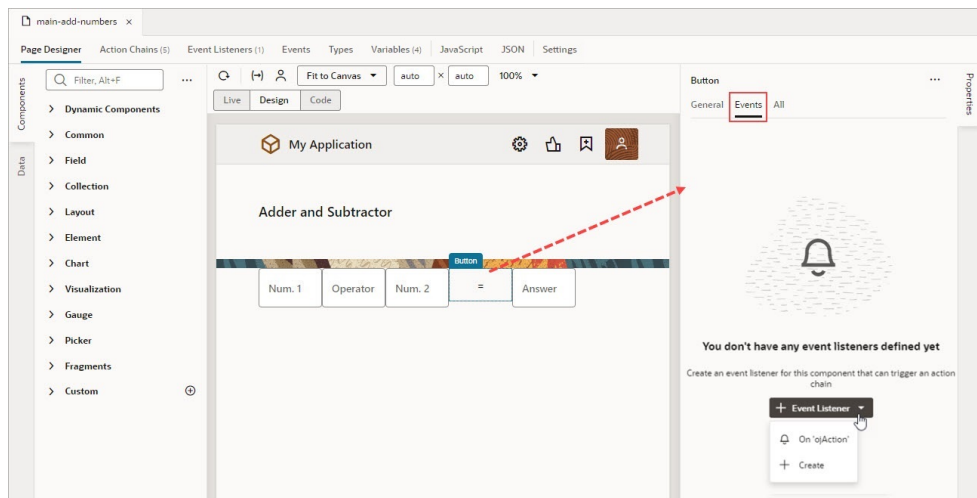 main-add-numbers ×
Page Designer Action Chains (5) Event Listeners (1) Events Types Variables (4) JavaScript JSON Settings
Components
Data
Filter, Alt+F
Dynamic Components
Common
Field
Collection
Layout
Element
Chart
Visualization
Gauge
Picker
Fragments
Custom
Fit to Canvas auto × auto 100%
Live Design Code
My Application
Adder and Subtractor
Button
Num. 1 Operator Num. 2 = Answer
Button
General Events All
You don't have any event listeners defined yet
Create an event listener for this component that can trigger an action
chain
+ Event Listener
On 'ojAction'
+ Create
Properties